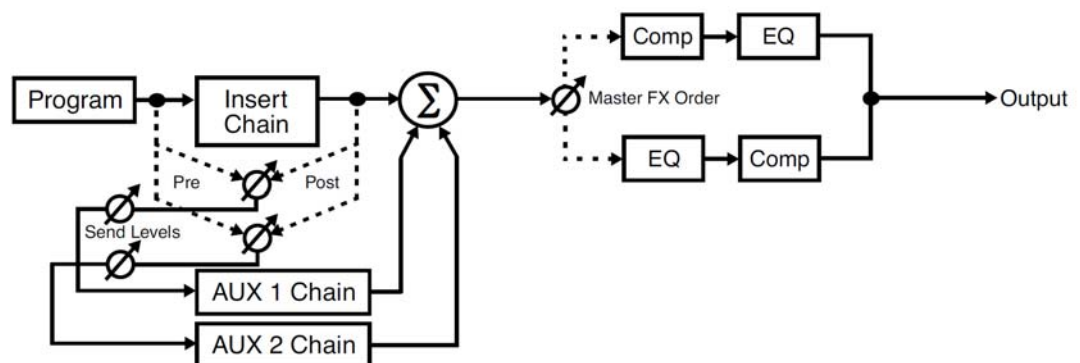 Program
Insert
Chain
Σ
Master FX Order
Comp
EQ
EQ
Comp
Output
Pre
Post
Send Levels
AUX 1 Chain
AUX 2 Chain